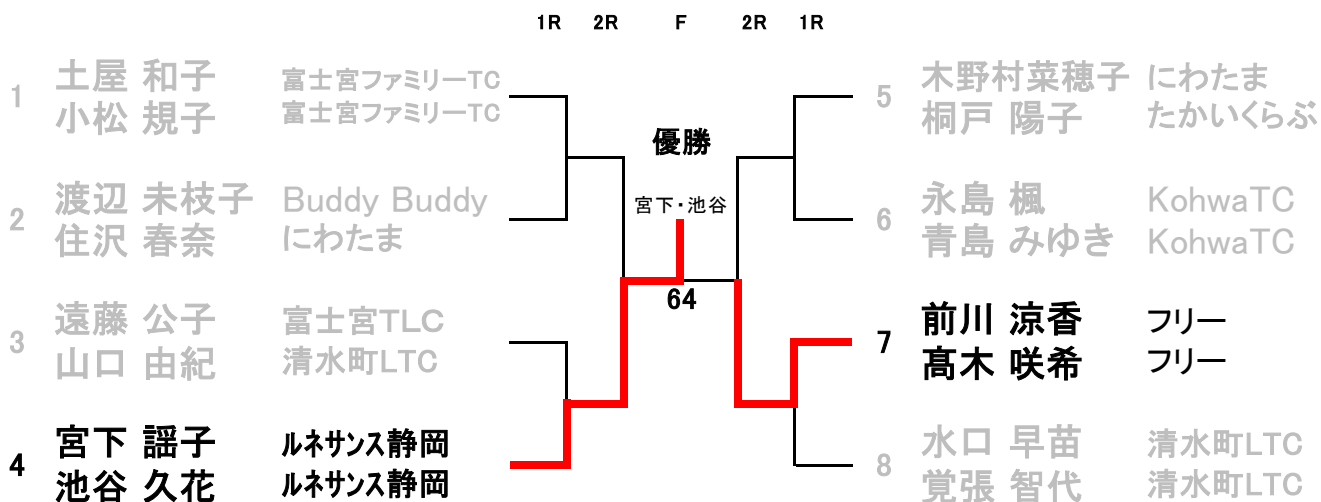 1R 2R F 2R 1R
1 土屋 和子 富士宮ファミリーTC
小松 規子 富士宮ファミリーTC
2 渡辺 未枝子 Buddy Buddy
住沢 春奈 にわたま
3 遠藤 公子 富士宮TLC
山口 由紀 清水町LTC
4 宮下 謡子 ルネサンス静岡
池谷 久花 ルネサンス静岡
優勝
宮下・池谷
64
5 木野村菜穂子 にわたま
桐戸 陽子 たかいくらぶ
6 永島 楓 KohwaTC
青島 みゆき KohwaTC
7 前川 涼香 フリー
髙木 咲希 フリー
8 水口 早苗 清水町LTC
覚張 智代 清水町LTC